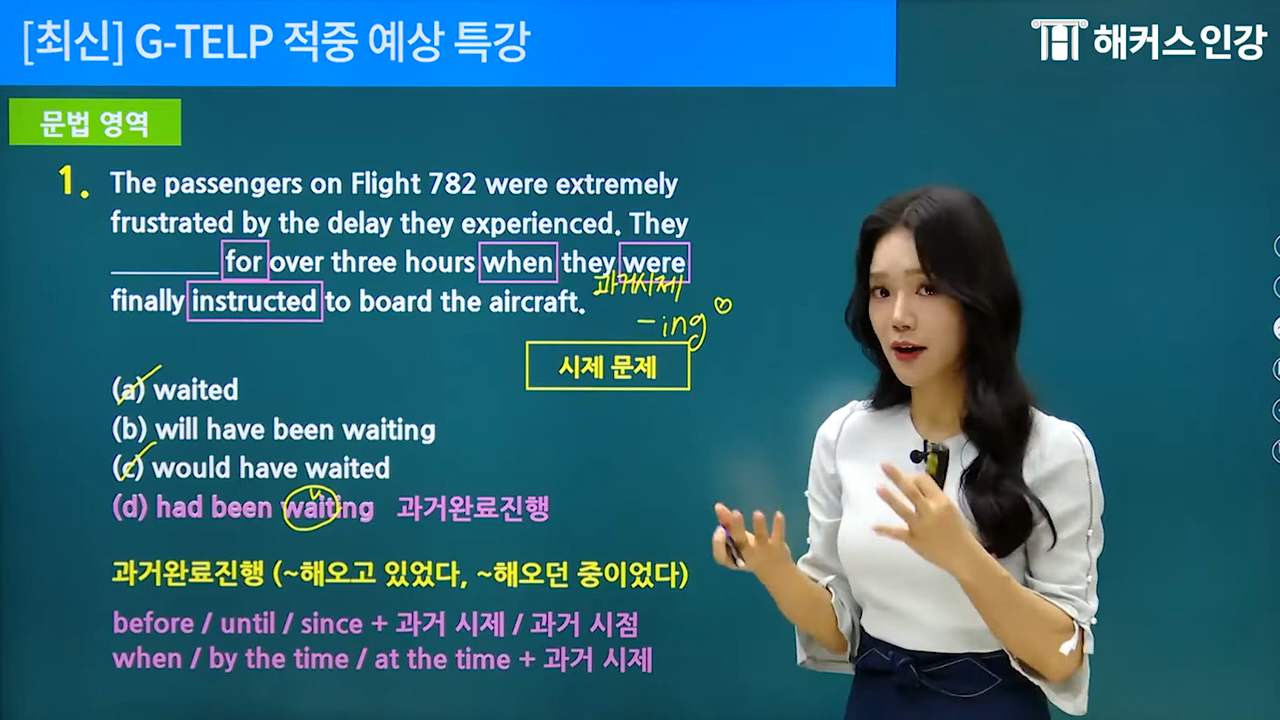 [최신] G-TELP 적중 예상 특강
해커스인강
문법 영역
1. The passengers on Flight 782 were extremely
frustrated by the delay they experienced. They
________ for over three hours when they were
과거시제
finally instructed to board the aircraft.
-ing
시제 문제
(a) waited
(b) will have been waiting
(c) would have waited
(d) had been waiting 과거완료진행
과거완료진행 (~해오고 있었다, ~해오던 중이었다)
before / until / since + 과거 시제 / 과거 시점
when / by the time / at the time + 과거 시제